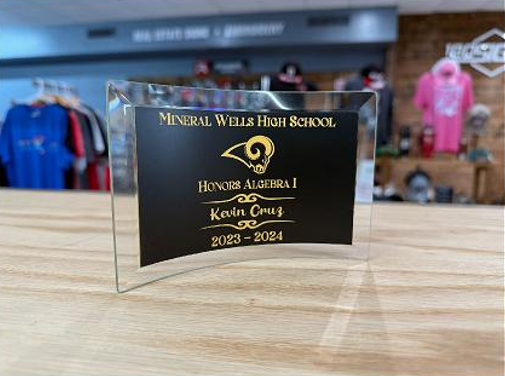 MINERAL WELLS HIGH SCHOOL
HONORS ALGEBRA I
Kevin Cruz
2023 – 2024